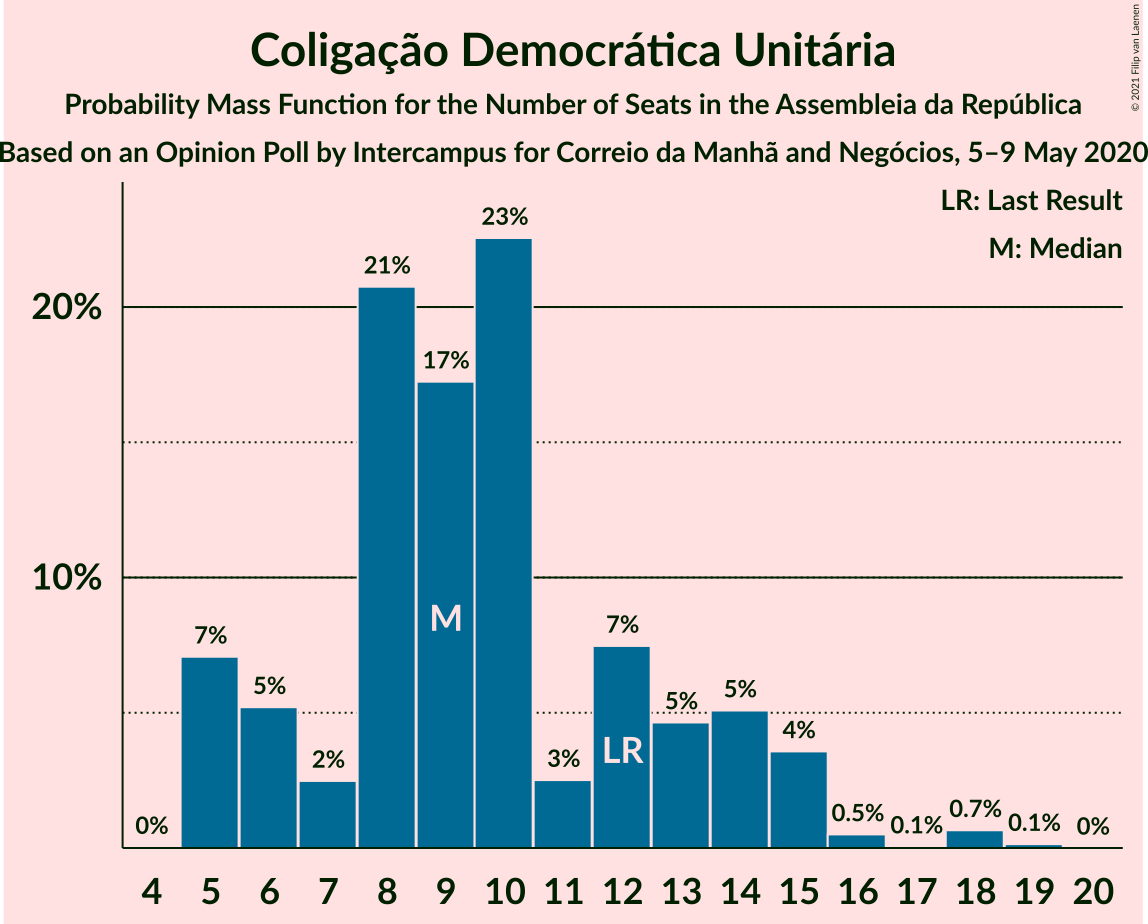 Coligação Democrática Unitária
Probability Mass Function for the Number of Seats in the Assembleia da República
Based on an Opinion Poll by Intercampus for Correio da Manhã and Negócios, 5–9 May 2020
© 2021 Filip van Laenen
LR: Last Result
M: Median
20%
10%
0%
7%
5%
2%
21%
17%
23%
3%
7%
5%
5%
4%
0.5%
0.1%
0.7%
0.1%
0%
M
LR
4 5 6 7 8 9 10 11 12 13 14 15 16 17 18 19 20